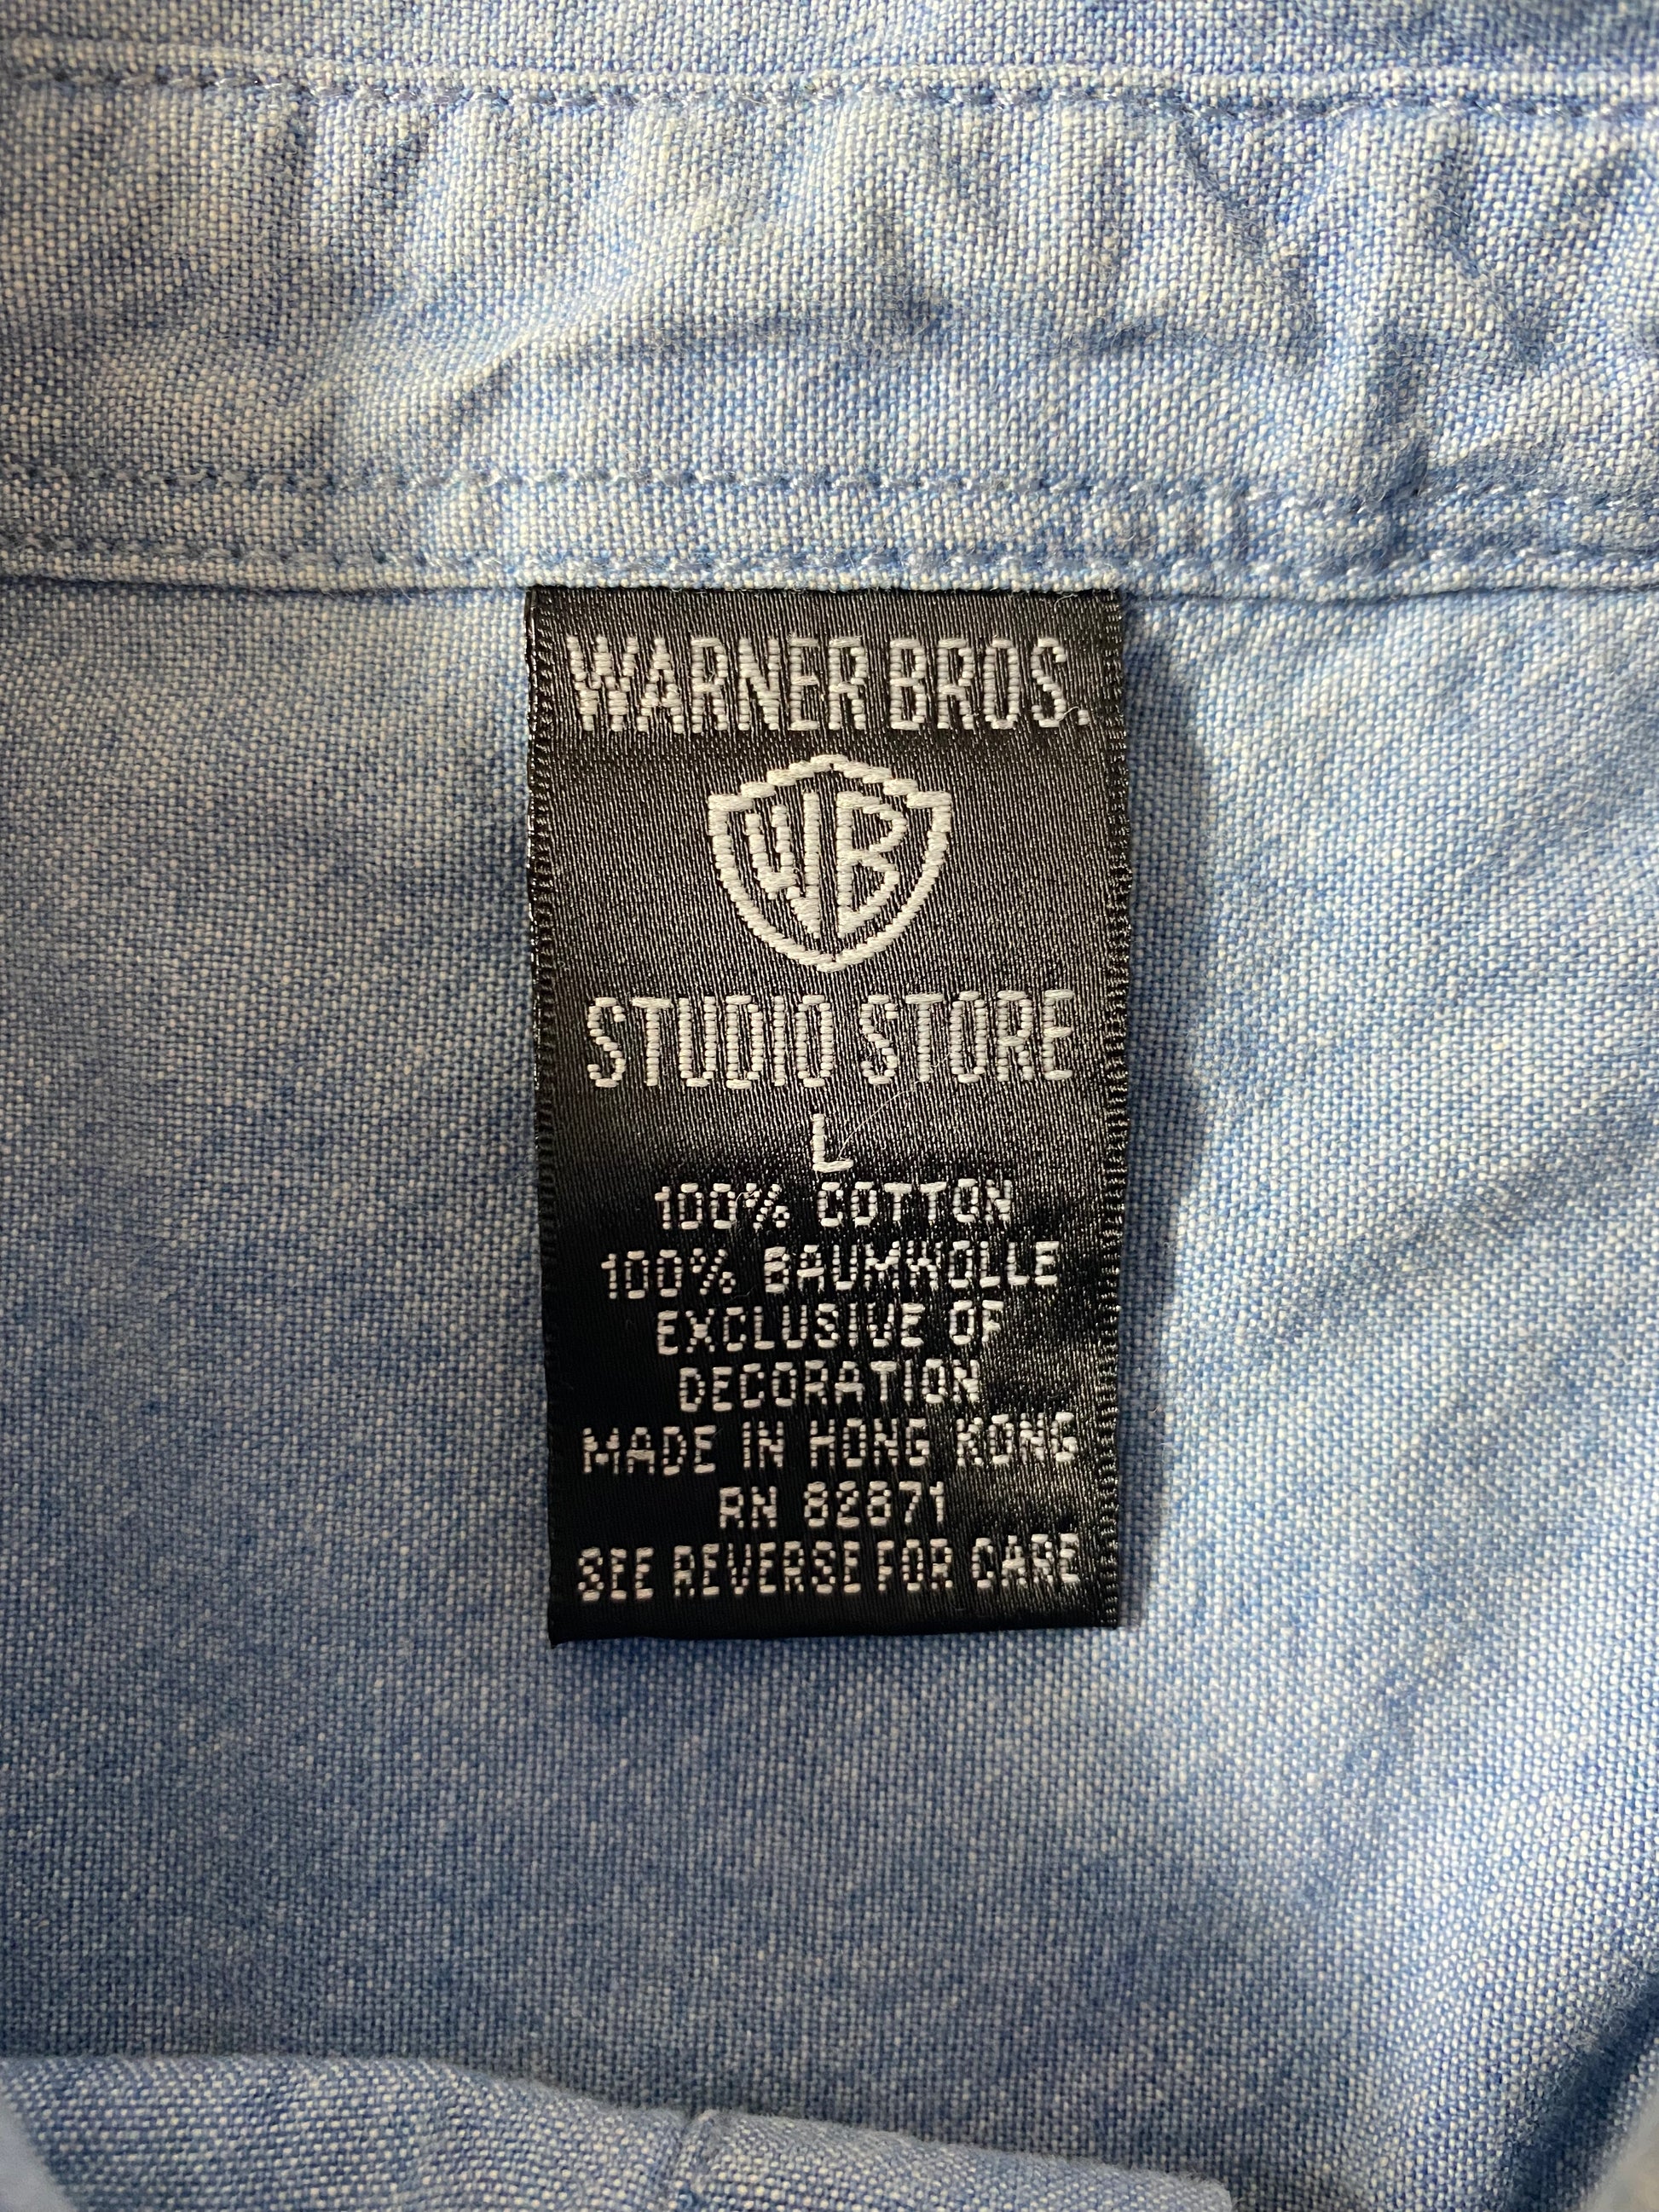 WARNER BROS.
WB
STUDIO STORE
L
100% COTTON
100% BAUMWOLLE
EXCLUSIVE OF
DECORATION
MADE IN HONG KONG
RN 82871
SEE REVERSE FOR CARE